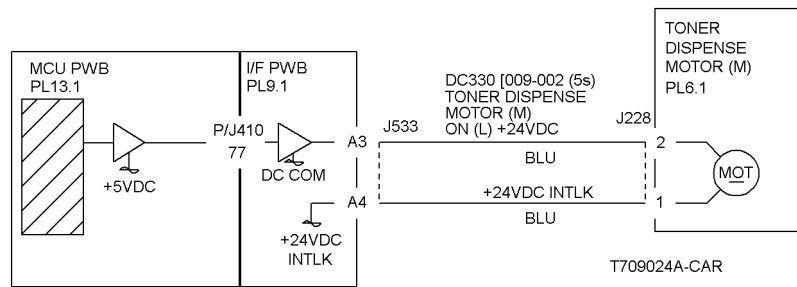 MCU PWB
PL13.1
+5VDC
P/J410
77
I/F PWB
PL9.1
DC COM
+24VDC
INTLK
A3
A4
J533
DC330 [009-002 (5s)
TONER DISPENSE
MOTOR (M)
ON (L) +24VDC
BLU
+24VDC INTLK
BLU
J228
2
1
TONER
DISPENSE
MOTOR (M)
PL6.1
MOT
T709024A-CAR